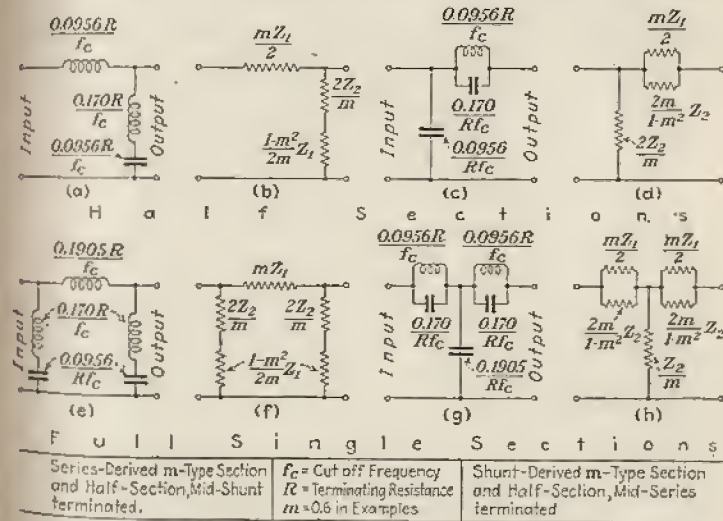 0.0956R
fc
0.170R
fc
0.0956R
fc
Input
Output
(a)
mZ1
2
2Z2
m
1-m²
2m
Z1
(b)
0.0956R
fc
0.170
Rfc
0.0956
Rfc
Input
Output
(c)
mZ1
2
2m
1-m²
Z2
2Z2
m
(d)
Half Sections
0.1905R
fc
0.170R
fc
0.0956
Rfc
Input
Output
(e)
mZ1
2Z2
m
2Z2
m
1-m²
2m
Z1
(f)
0.0956R
fc
0.0956R
fc
0.170
Rfc
0.170
Rfc
0.1905
Rfc
Input
Output
(g)
mZ1
2
mZ1
2
2m
1-m²
Z2
2m
1-m²
Z2
Z2
m
(h)
Full Single Sections
Series-Derived m-Type Section
and Half-Section, Mid-Shunt
terminated.
fc = Cut off Frequency
R = Terminating Resistance
m = 0.6 in Examples
Shunt-Derived m-Type Section
and Half-Section, Mid-Series
terminated